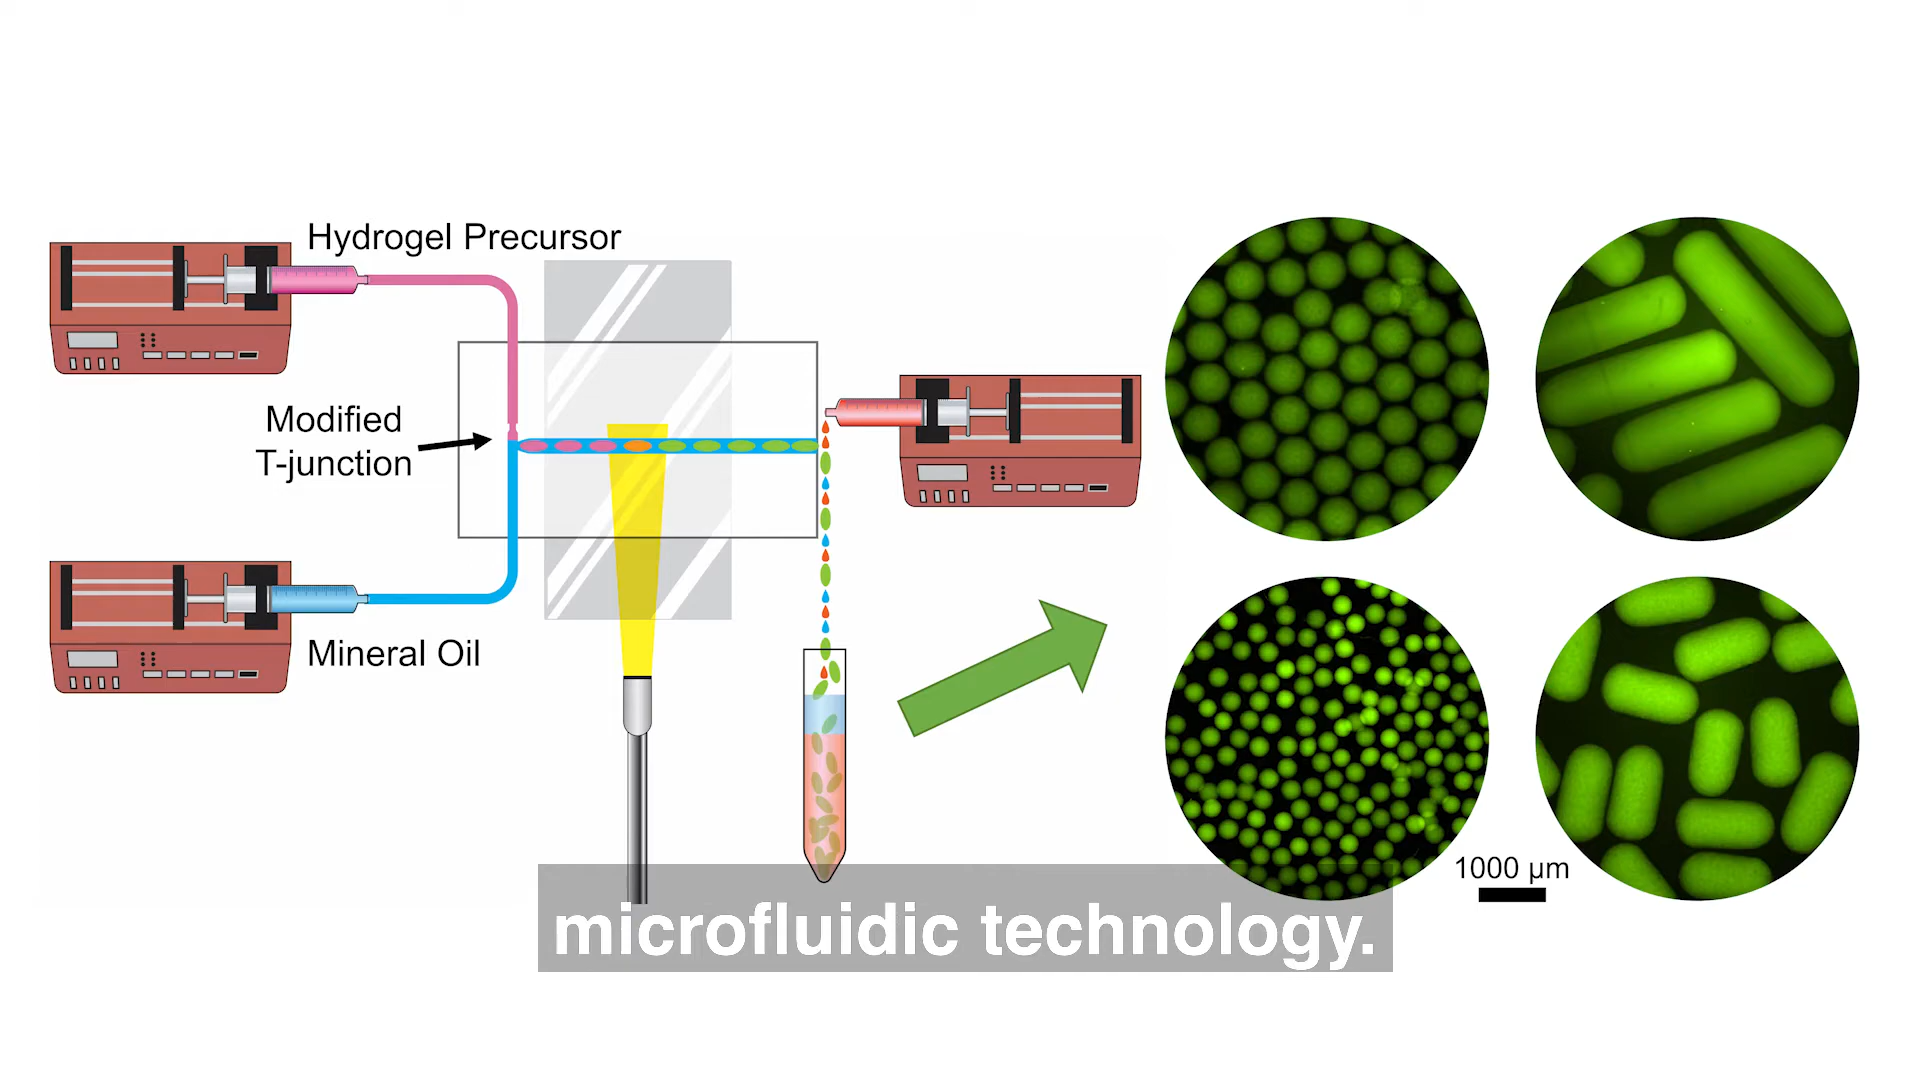 Hydrogel Precursor
Modified
T-junction
Mineral Oil
1000 µm
microfluidic technology.